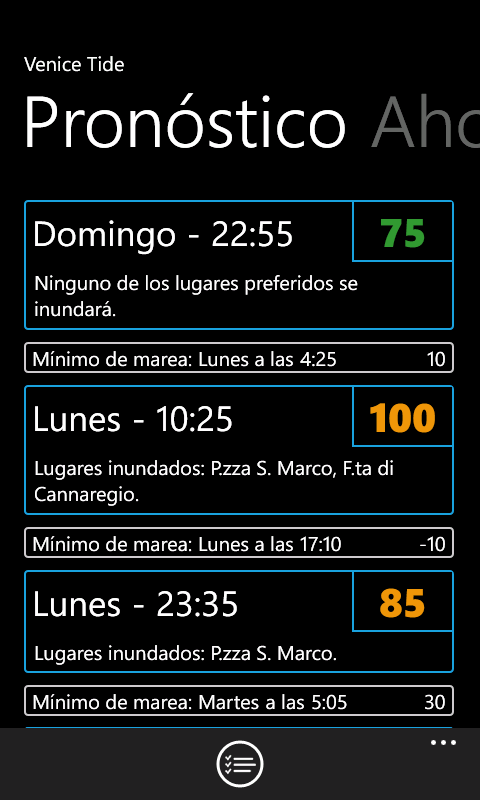 Venice Tide
Pronóstico Aho
Domingo - 22:55 75
Ninguno de los lugares preferidos se
inundará.
Mínimo de marea: Lunes a las 4:25 10
Lunes - 10:25 100
Lugares inundados: P.zza S. Marco, F.ta di
Cannaregio.
Mínimo de marea: Lunes a las 17:10 -10
Lunes - 23:35 85
Lugares inundados: P.zza S. Marco.
Mínimo de marea: Martes a las 5:05 30